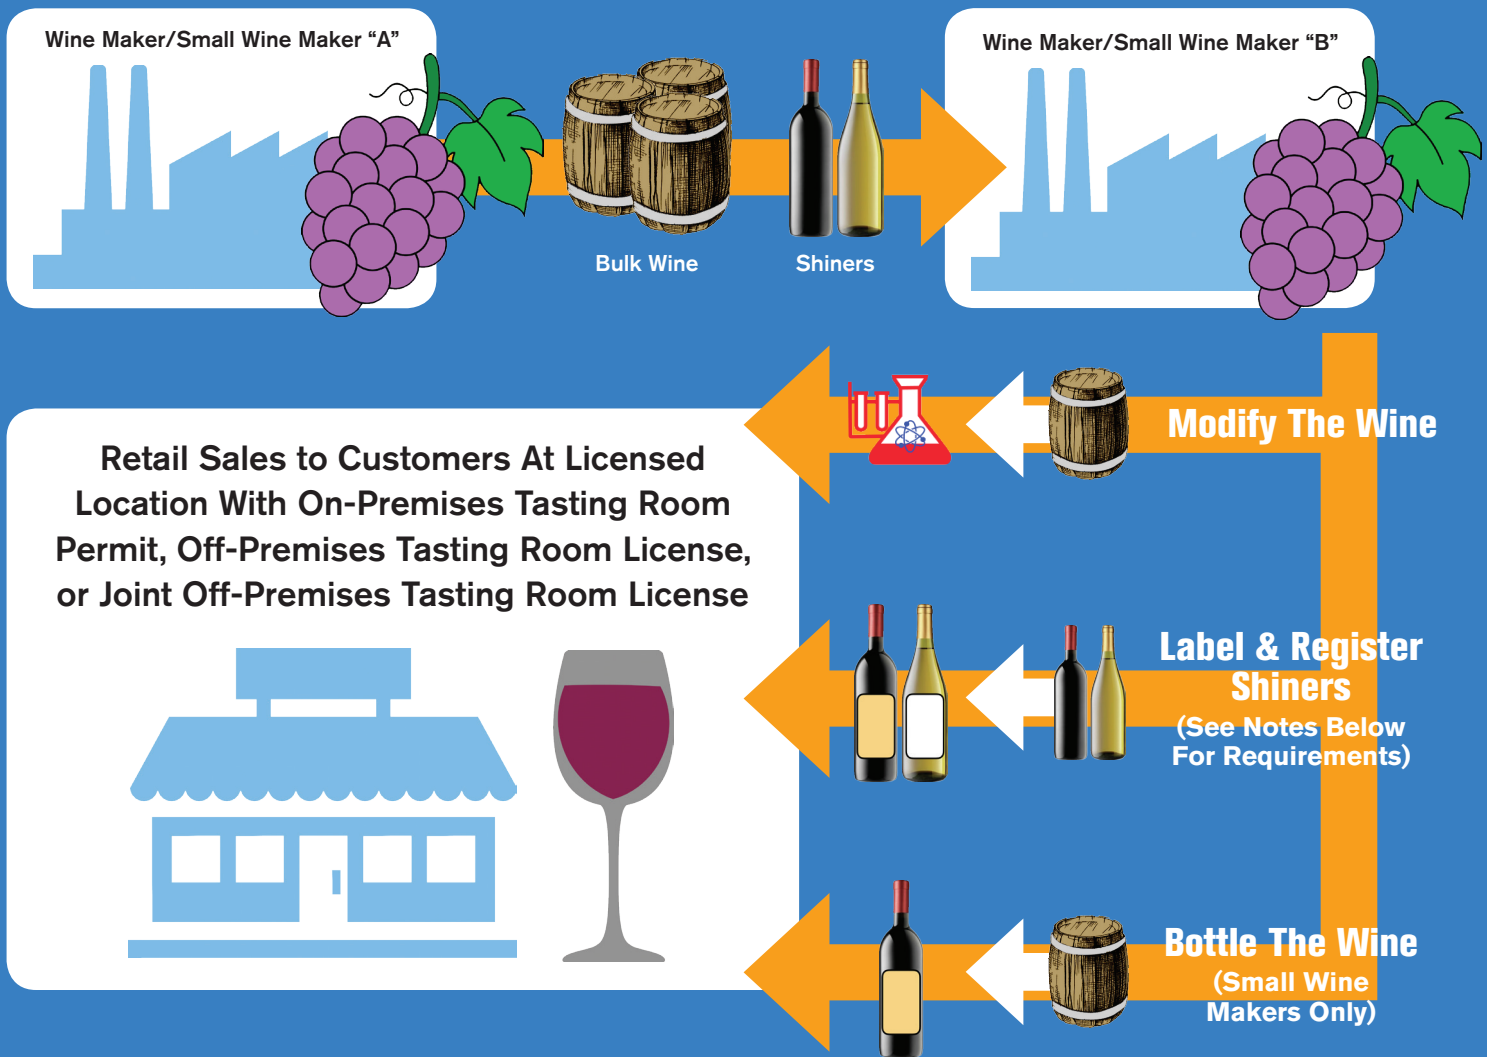 Wine Maker/Small Wine Maker “A”
Wine Maker/Small Wine Maker “B”
Bulk Wine
Shiners
Modify The Wine
Retail Sales to Customers At Licensed
Location With On-Premises Tasting Room
Permit, Off-Premises Tasting Room License,
or Joint Off-Premises Tasting Room License
Label & Register
Shiners
(See Notes Below
For Requirements)
Bottle The Wine
(Small Wine
Makers Only)